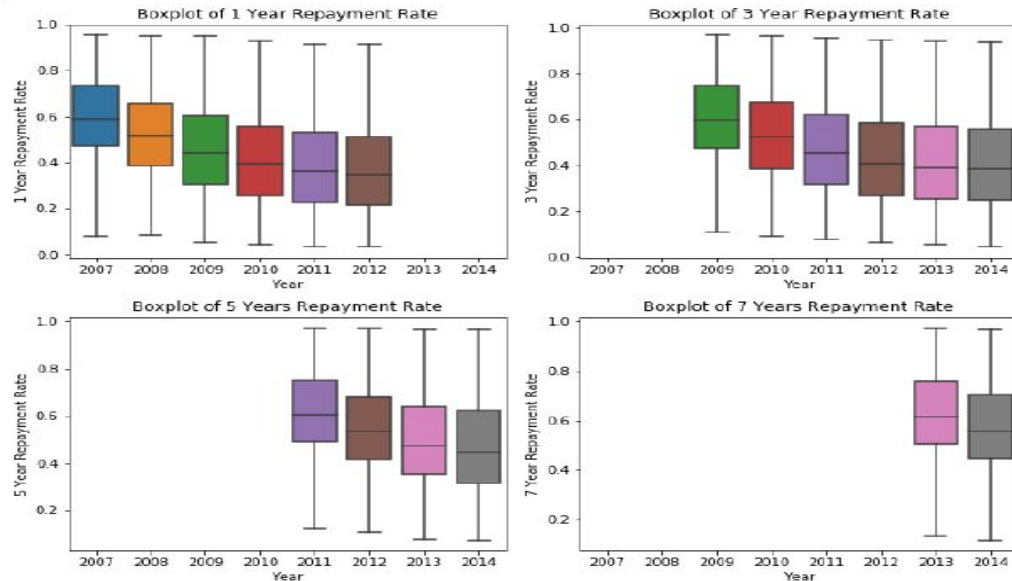 Boxplot of 1 Year Repayment Rate
1 Year Repayment Rate
1.0
0.8
0.6
0.4
0.2
0.0
2007 2008 2009 2010 2011 2012 2013 2014
Year
Boxplot of 3 Year Repayment Rate
3 Year Repayment Rate
1.0
0.8
0.6
0.4
0.2
0.0
2007 2008 2009 2010 2011 2012 2013 2014
Year
Boxplot of 5 Years Repayment Rate
5 Year Repayment Rate
1.0
0.8
0.6
0.4
0.2
2007 2008 2009 2010 2011 2012 2013 2014
Year
Boxplot of 7 Years Repayment Rate
7 Year Repayment Rate
1.0
0.8
0.6
0.4
0.2
2007 2008 2009 2010 2011 2012 2013 2014
Year